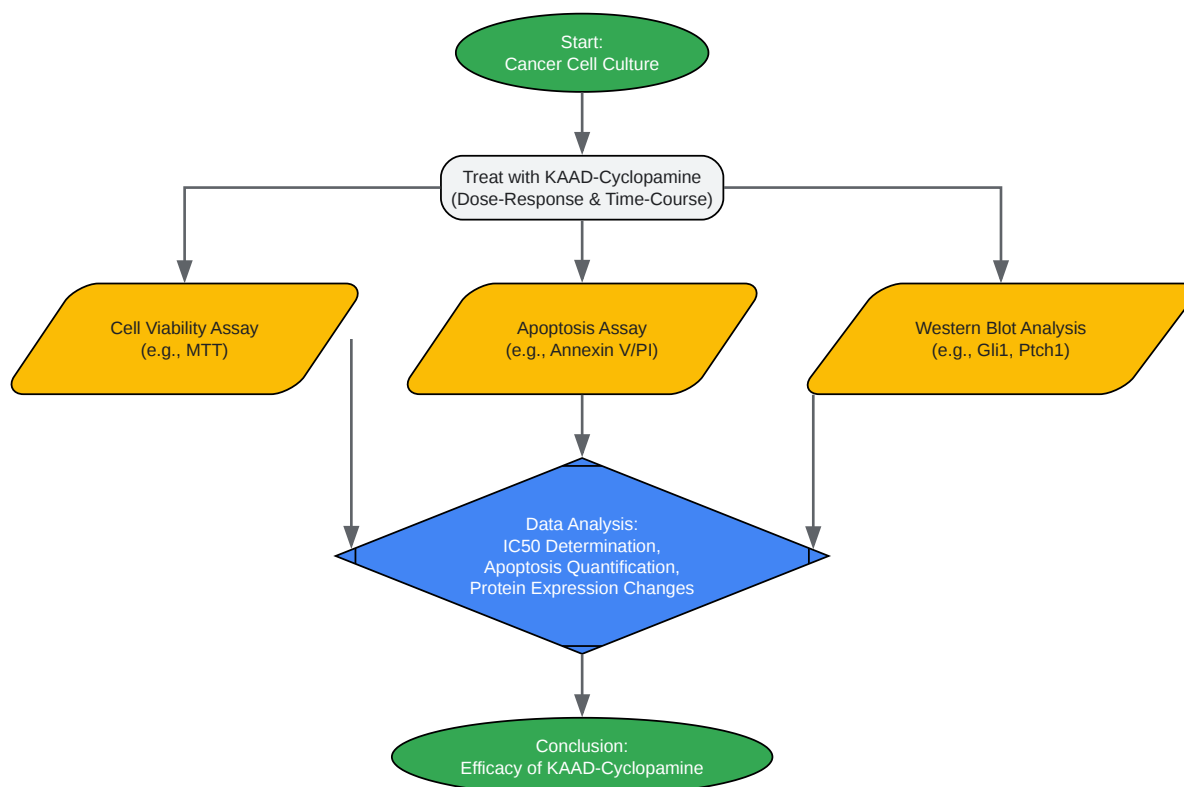 Start:
Cancer Cell Culture
Treat with KAAD-Cyclopamine
(Dose-Response & Time-Course)
Cell Viability Assay
(e.g., MTT)
Apoptosis Assay
(e.g., Annexin V/PI)
Western Blot Analysis
(e.g., Gli1, Ptch1)
Data Analysis:
IC50 Determination,
Apoptosis Quantification,
Protein Expression Changes
Conclusion:
Efficacy of KAAD-Cyclopamine